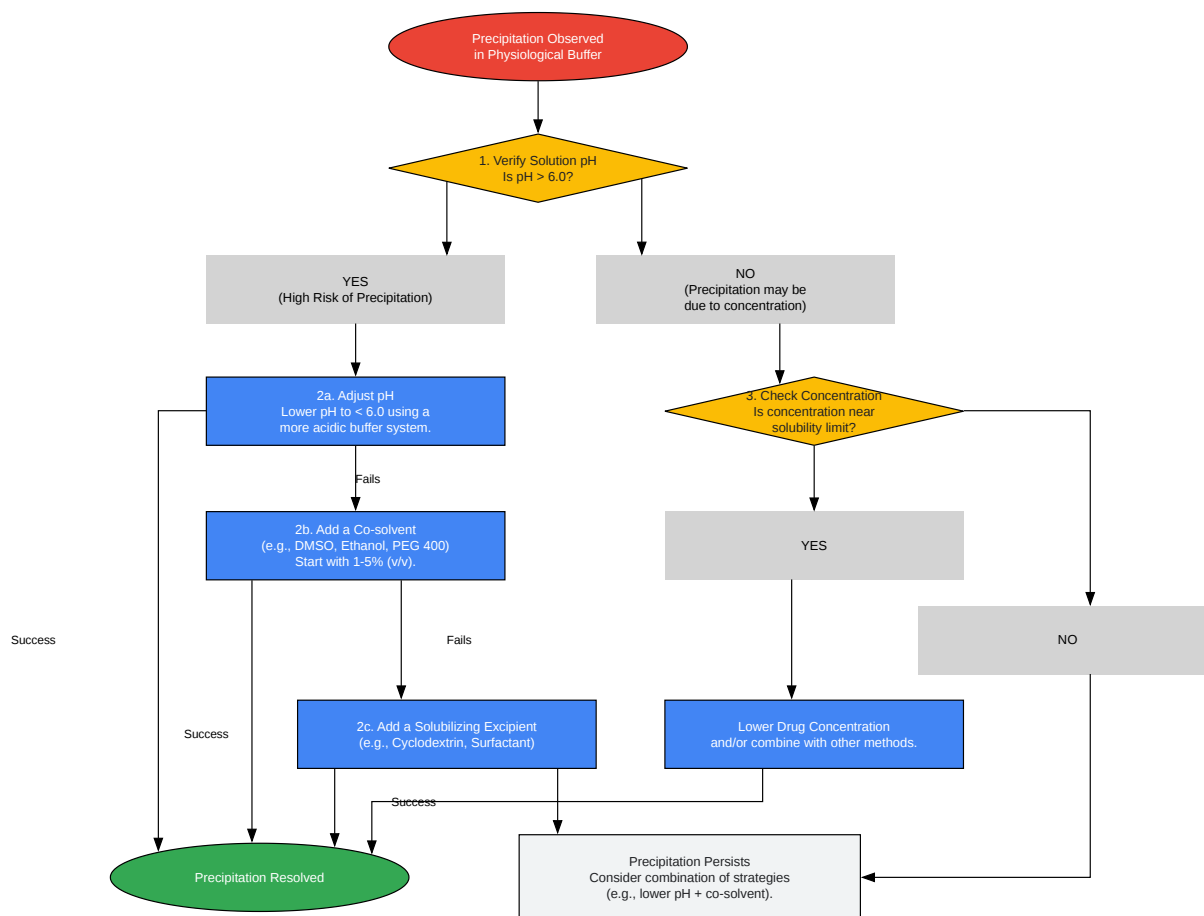 Precipitation Observed
in Physiological Buffer
1. Verify Solution pH
Is pH > 6.0?
YES
(High Risk of Precipitation)
NO
(Precipitation may be
due to concentration)
2a. Adjust pH
Lower pH to < 6.0 using a
more acidic buffer system.
3. Check Concentration
Is concentration near
solubility limit?
Fails
2b. Add a Co-solvent
(e.g., DMSO, Ethanol, PEG 400)
Start with 1-5% (v/v).
YES
Success
Fails
NO
Success
2c. Add a Solubilizing Excipient
(e.g., Cyclodextrin, Surfactant)
Lower Drug Concentration
and/or combine with other methods.
Success
Precipitation Resolved
Precipitation Persists
Consider combination of strategies
(e.g., lower pH + co-solvent).